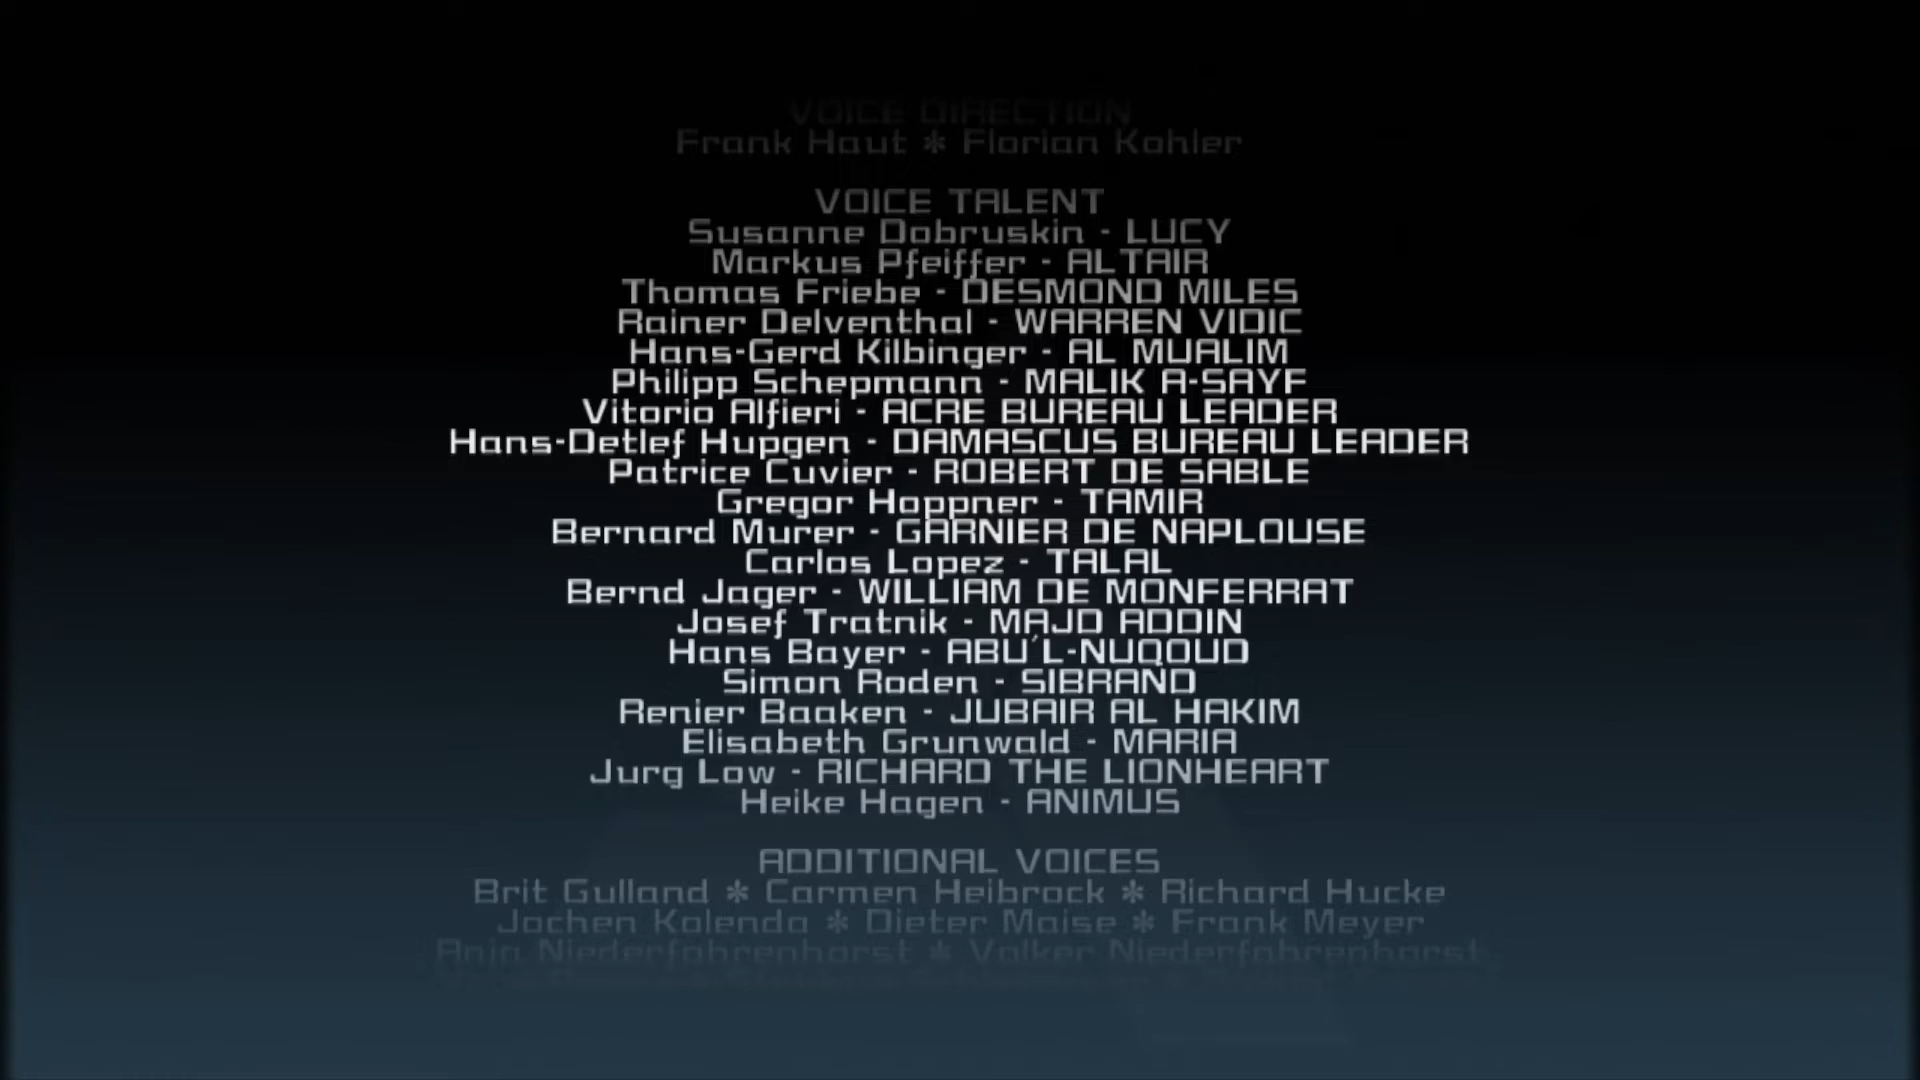 VOICE DIRECTION
Frank Haut * Florian Kohler
VOICE TALENT
Susanne Dobruskin - LUCY
Markus Pfeiffer - ALTAIR
Thomas Friebe - DESMOND MILES
Rainer Delventhal - WARREN VIDIC
Hans-Gerd Kilbinger - AL MUALIM
Philipp Schepmann - MALIK A-SAYF
Vitorio Alfieri - ACRE BUREAU LEADER
Hans-Detlef Hupgen - DAMASCUS BUREAU LEADER
Patrice Cuvier - ROBERT DE SABLE
Gregor Hoppner - TAMIR
Bernard Murer - GARNIER DE NAPLOUSE
Carlos Lopez - TALAL
Bernd Jager - WILLIAM DE MONFERRAT
Josef Tratnik - MAJD ADDIN
Hans Bayer - ABU'L-NUQOUD
Simon Roden - SIBRAND
Renier Baaken - JUBAIR AL HAKIM
Elisabeth Grunwald - MARIA
Jurg Low - RICHARD THE LIONHEART
Heike Hagen - ANIMUS
ADDITIONAL VOICES
Brit Gulland * Carmen Heibrock * Richard Hucke
Jochen Kolenda * Dieter Maise * Frank Meyer
Anja Niederfahrenhorst * Volker Niederfahrenhorst